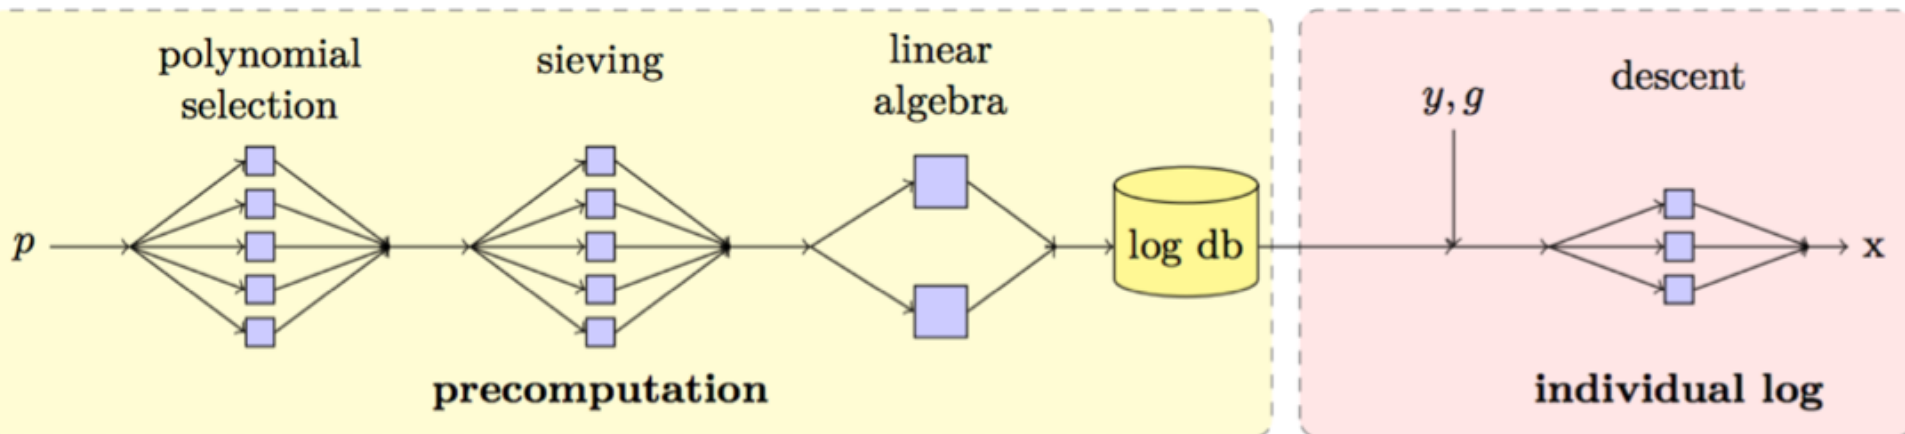 polynomial
selection
sieving
linear
algebra
p
log db
precomputation
y, g
descent
x
individual log